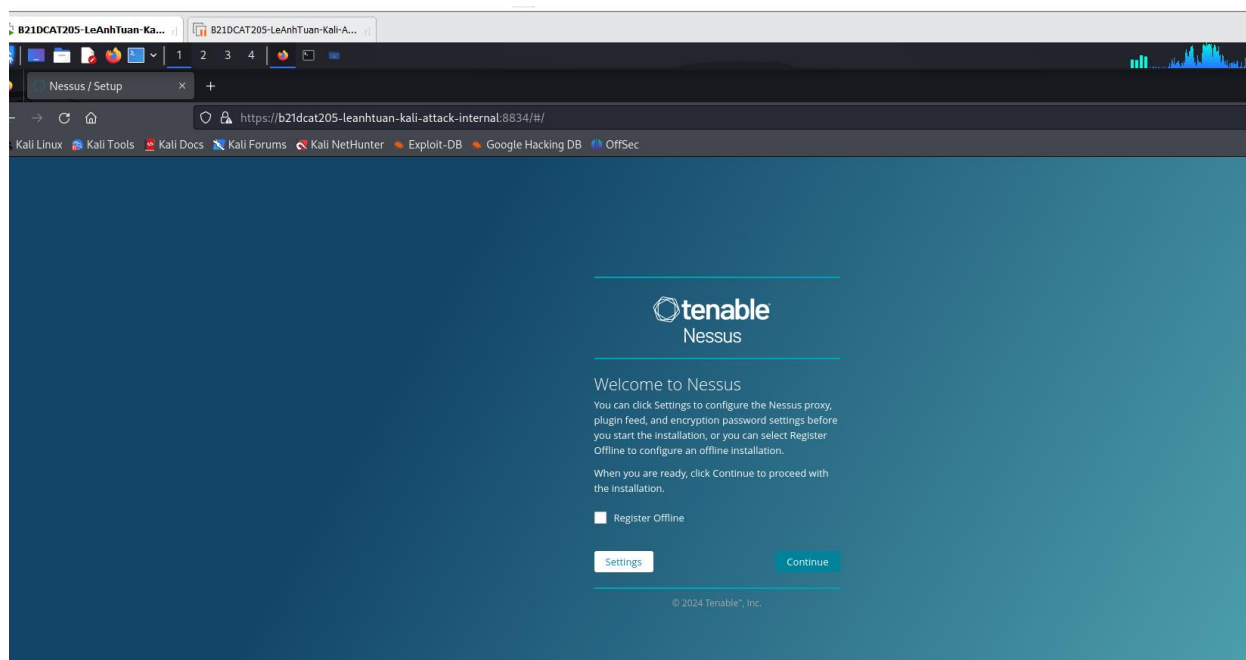 B21DCAT205-LeAnhTuan-Ka...
B21DCAT205-LeAnhTuan-Kali-A...
1 2 3 4
Nessus / Setup
https://b21dcat205-leanhtuan-kali-attack-internal:8834/#/
Kali Linux Kali Tools Kali Docs Kali Forums Kali NetHunter Exploit-DB Google Hacking DB OffSec
tenable
Nessus
Welcome to Nessus
You can click Settings to configure the Nessus proxy,
plugin feed, and encryption password settings before
you start the installation, or you can select Register
Offline to configure an offline installation.
When you are ready, click Continue to proceed with
the installation.
Register Offline
Settings Continue
© 2024 Tenable™, Inc.